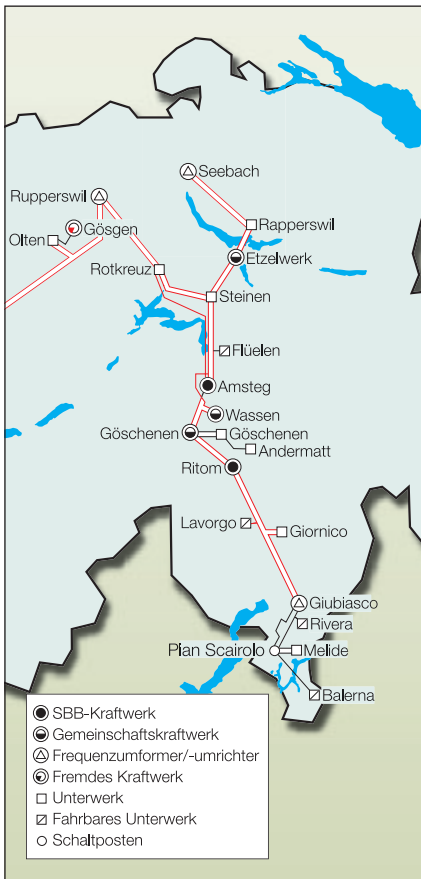 Seebach
Rupperswil
Gösgen
Olten
Rapperswil
Etzelwerk
Rotkreuz
Steinen
Flüelen
Amsteg
Wassen
Göschenen
Göschenen
Andermatt
Ritom
Lavorgo
Giornico
Giubiasco
Rivera
Pian Scairolo
Melide
Balerna
SBB-Kraftwerk
Gemeinschaftskraftwerk
Frequenzumformer/-umrichter
Fremdes Kraftwerk
Unterwerk
Fahrbares Unterwerk
Schaltposten